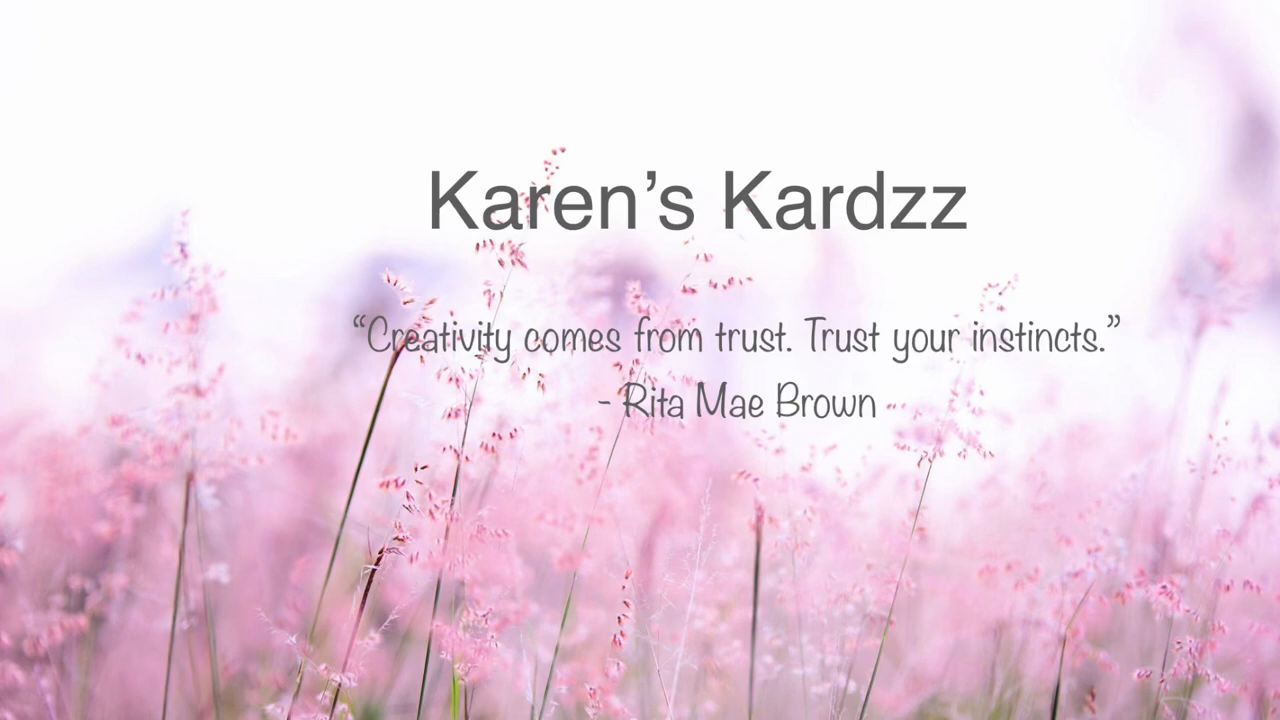 Karen’s Kardzz
“Creativity comes from trust. Trust your instincts.”
- Rita Mae Brown